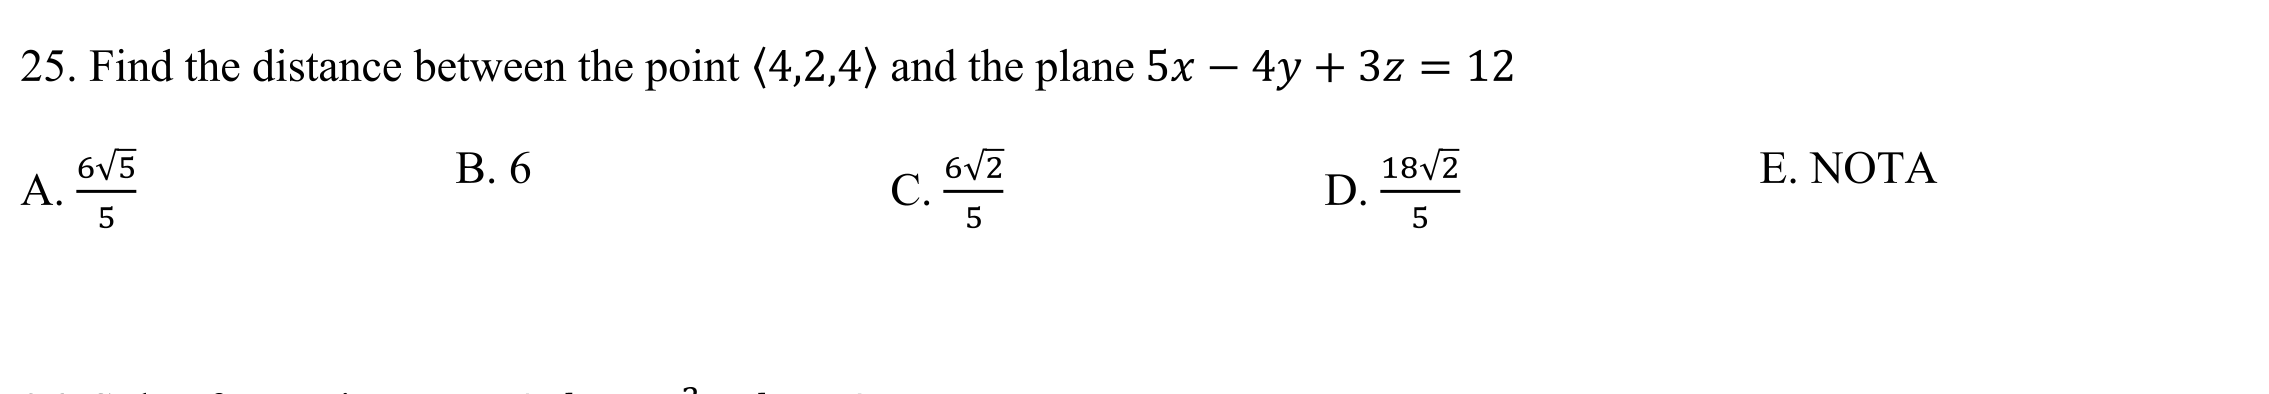 25. Find the distance between the point ⟨4,2,4⟩ and the plane 5x − 4y + 3z = 12
A. 6√5/5 B. 6 C. 6√2/5 D. 18√2/5 E. NOTA